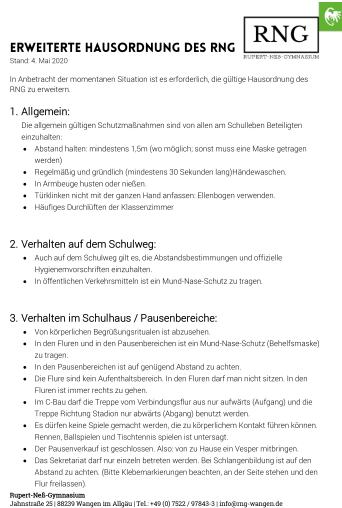 RNG
RUPERT-NEß-GYMNASIUM
ERWEITERTE HAUSORDNUNG DES RNG
Stand: 4. Mai 2020
In Anbetracht der momentanen Situation ist es erforderlich, die gültige Hausordnung des
RNG zu erweitern.
1. Allgemein:
Die allgemein gültigen Schutzmaßnahmen sind von allen am Schulleben Beteiligten
einzuhalten:
• Abstand halten: mindestens 1,5m (wo möglich; sonst muss eine Maske getragen
werden)
• Regelmäßig und gründlich (mindestens 30 Sekunden lang)Händewaschen.
• In Armbeuge husten oder nießen.
• Türklinken nicht mit der ganzen Hand anfassen: Ellenbogen verwenden.
• Häufiges Durchlüften der Klassenzimmer
2. Verhalten auf dem Schulweg:
• Auch auf dem Schulweg gilt es, die Abstandsbestimmungen und offizielle
Hygienemvorschriften einzuhalten.
• In öffentlichen Verkehrsmitteln ist ein Mund-Nase-Schutz zu tragen.
3. Verhalten im Schulhaus / Pausenbereiche:
• Von körperlichen Begrüßungsritualen ist abzusehen.
• In den Fluren und in den Pausenbereichen ist ein Mund-Nase-Schutz (Behelfsmaske)
zu tragen.
• In den Pausenbereichen ist auf genügend Abstand zu achten.
• Die Flure sind kein Aufenthaltsbereich. In den Fluren darf man nicht sitzen. In den
Fluren ist immer rechts zu gehen.
• Im C-Bau darf die Treppe vom Verbindungsflur aus nur aufwärts (Aufgang) und die
Treppe Richtung Stadion nur abwärts (Abgang) benutzt werden.
• Es dürfen keine Spiele gemacht werden, die zu körperlichem Kontakt führen können.
Rennen, Ballspielen und Tischtennis spielen ist untersagt.
• Der Pausenverkauf ist geschlossen. Also: von zu Hause ein Vesper mitbringen.
• Das Sekretariat darf nur einzeln betreten werden. Bei Schlangenbildung ist auf den
Abstand zu achten. (Bitte Klebemarkierungen beachten, an der Seite stehen und den
Flur freilassen).
Rupert-Neß-Gymnasium
Jahnstraße 25 | 88239 Wangen im Allgäu | Tel.: +49 (0) 7522 / 97843-3 | info@rng-wangen.de